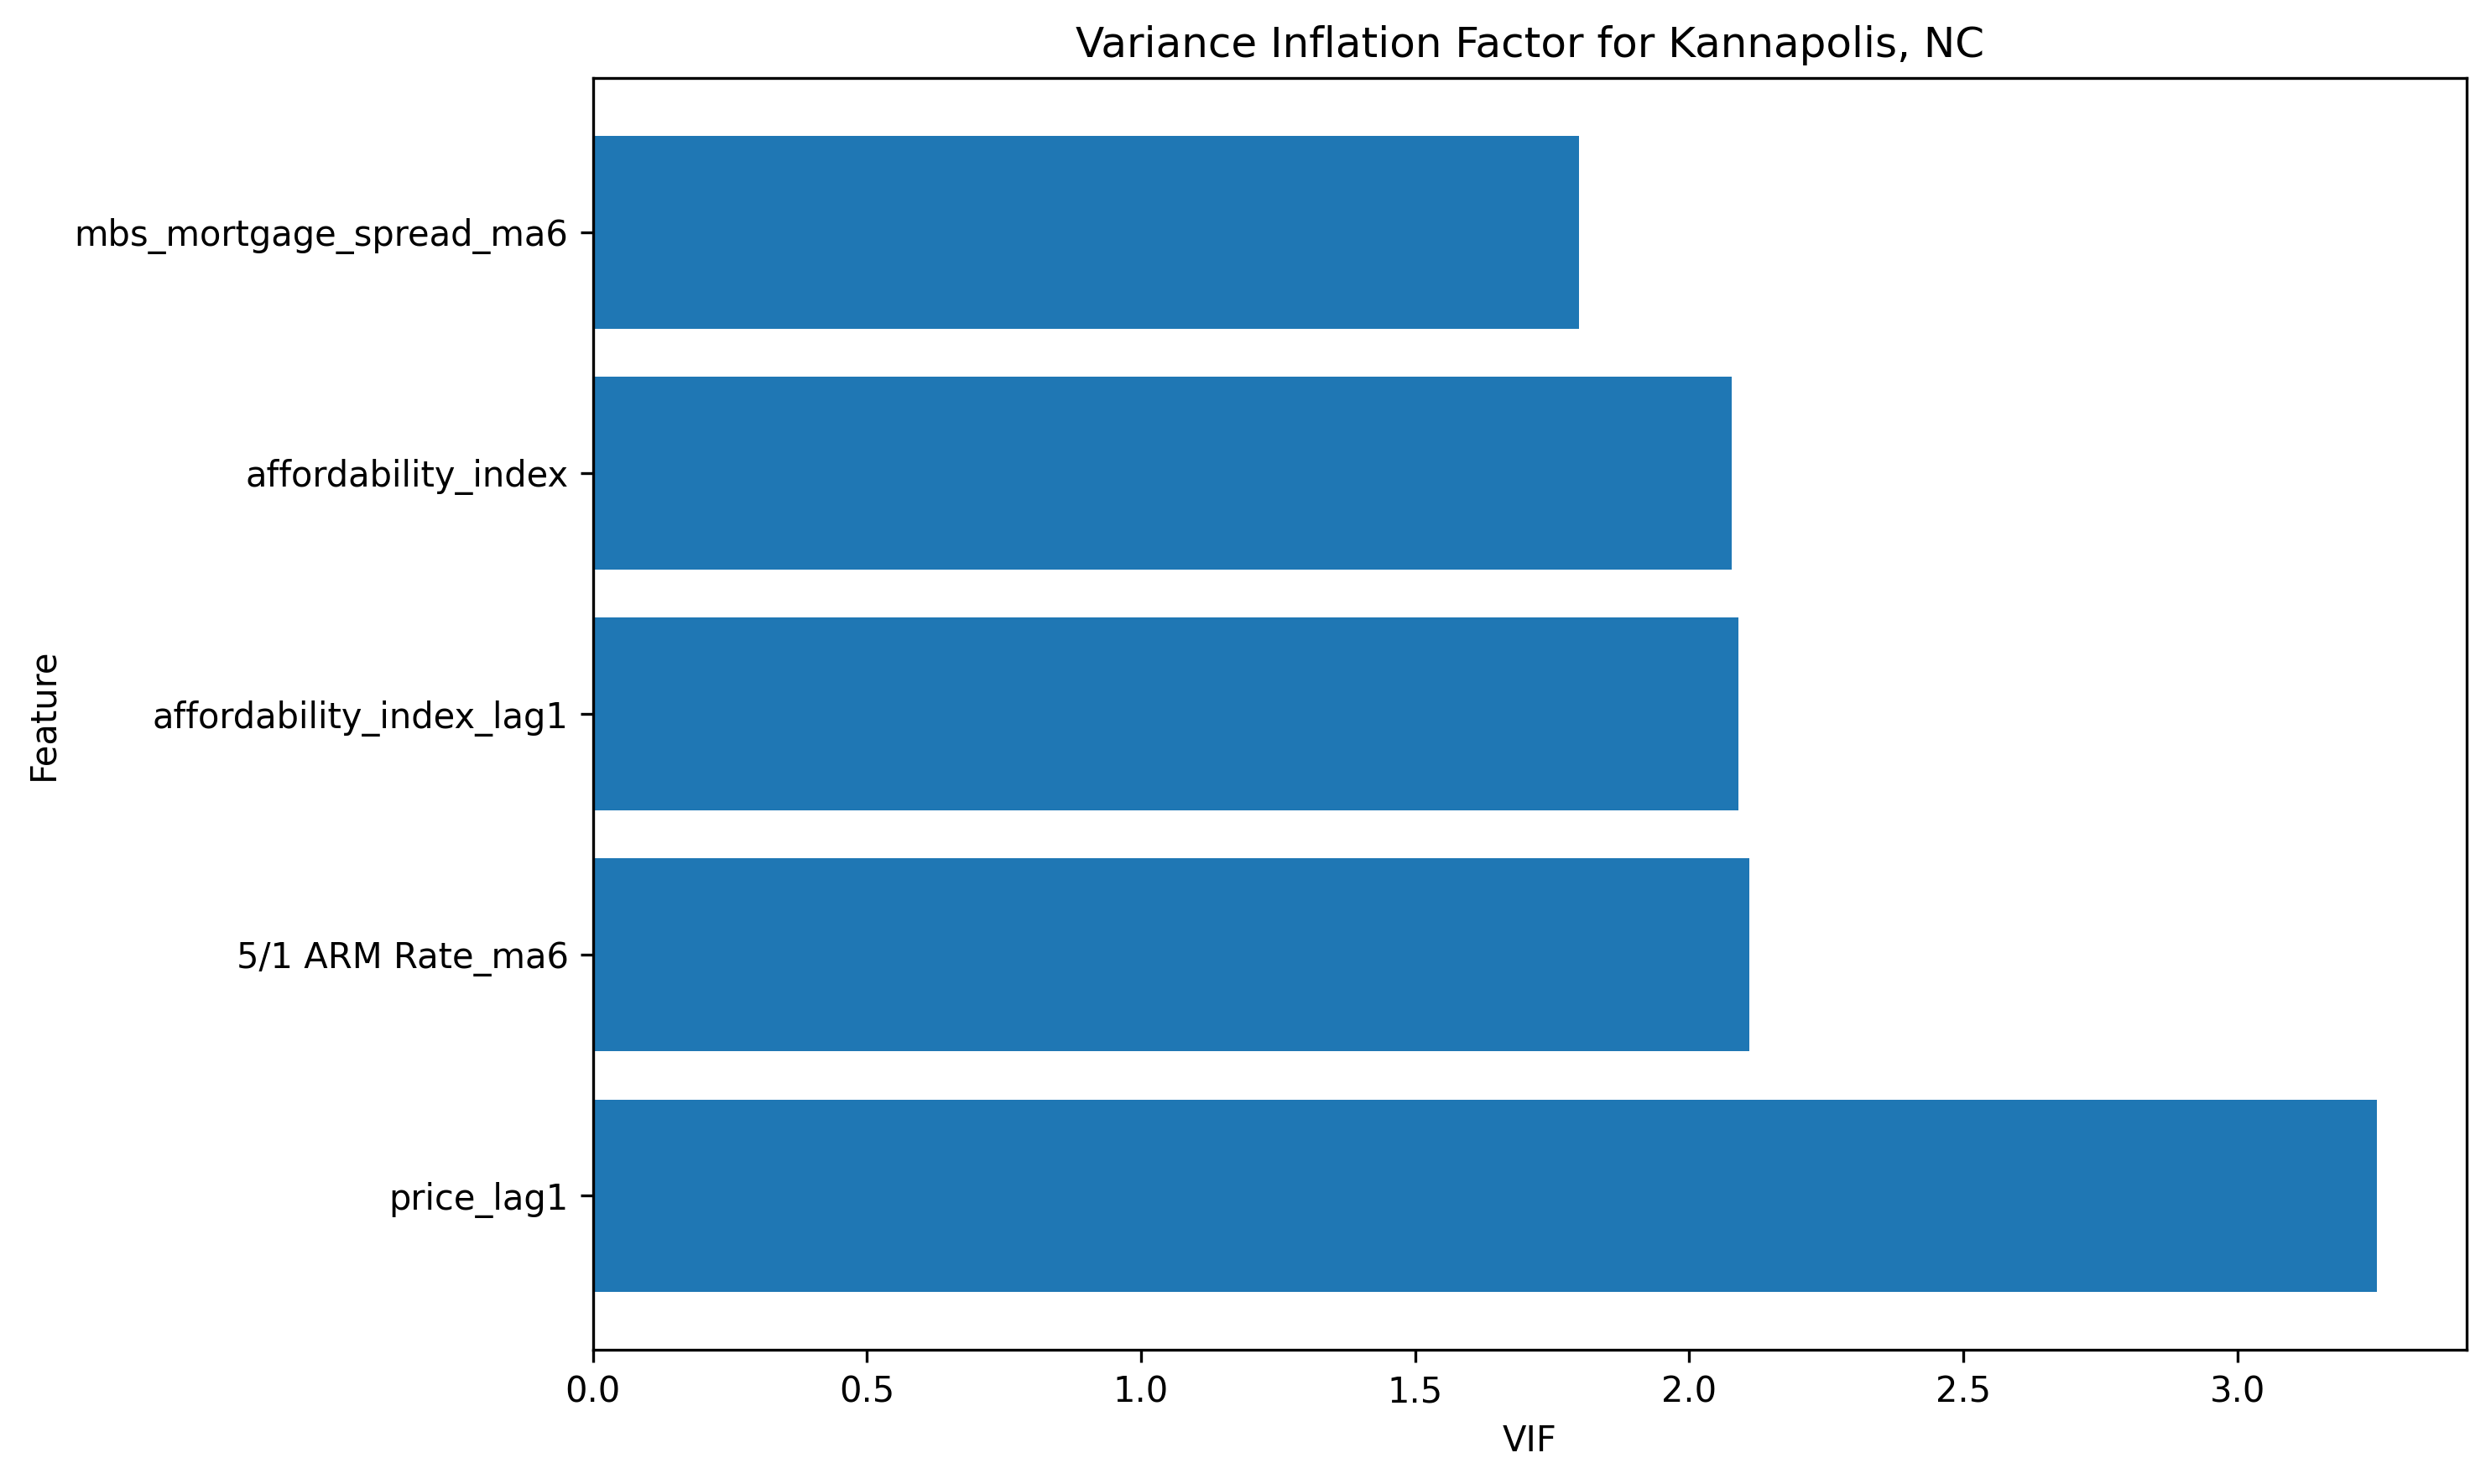 Variance Inflation Factor for Kannapolis, NC
mbs_mortgage_spread_ma6
affordability_index
affordability_index_lag1
5/1 ARM Rate_ma6
price_lag1
Feature
0.0 0.5 1.0 1.5 2.0 2.5 3.0
VIF